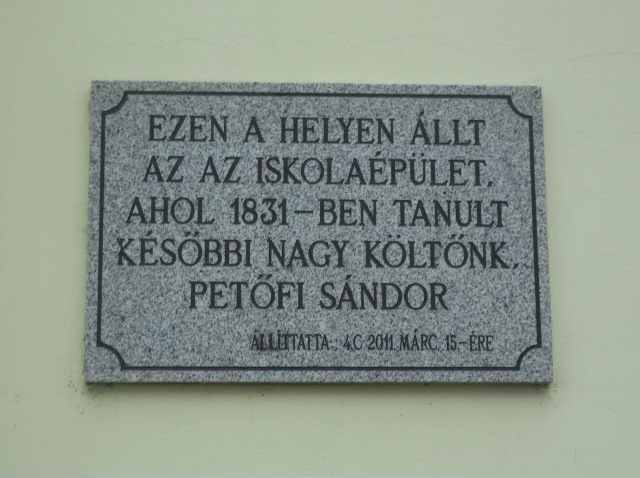 EZEN A HELYEN ÁLLT
AZ AZ ISKOLAÉPÜLET,
AHOL 1831-BEN TANULT
KÉSŐBBI NAGY KÖLTŐNK,
PETŐFI SÁNDOR
ÁLLÍTTATTA: 4.C 2011. MÁRC. 15-ÉRE